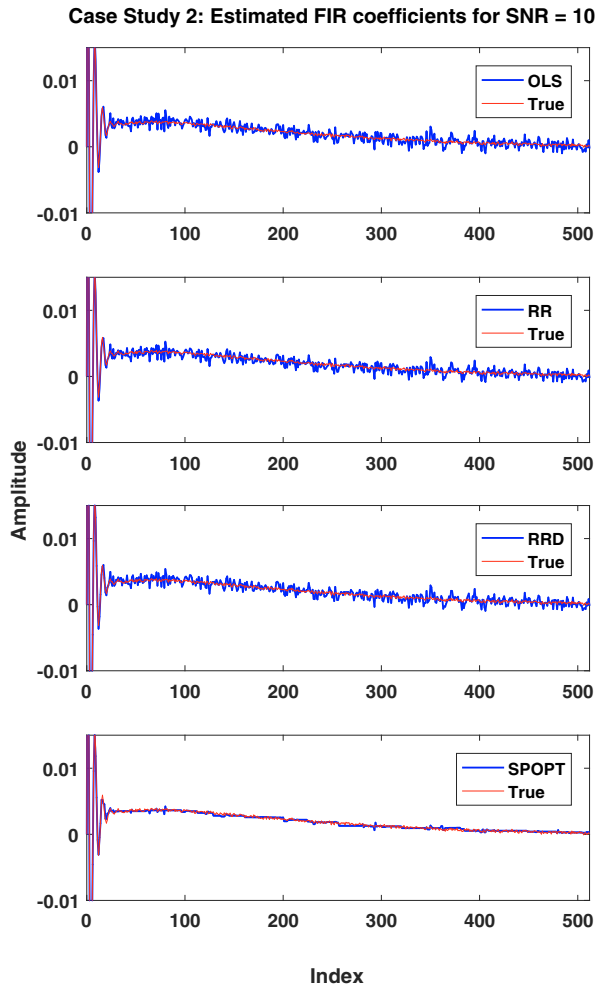 Case Study 2: Estimated FIR coefficients for SNR = 10
0.01
0
-0.01
0 100 200 300 400 500
OLS
True
0.01
0
-0.01
0 100 200 300 400 500
RR
True
Amplitude
0.01
0
-0.01
0 100 200 300 400 500
RRD
True
0.01
0
-0.01
0 100 200 300 400 500
SPOPT
True
Index